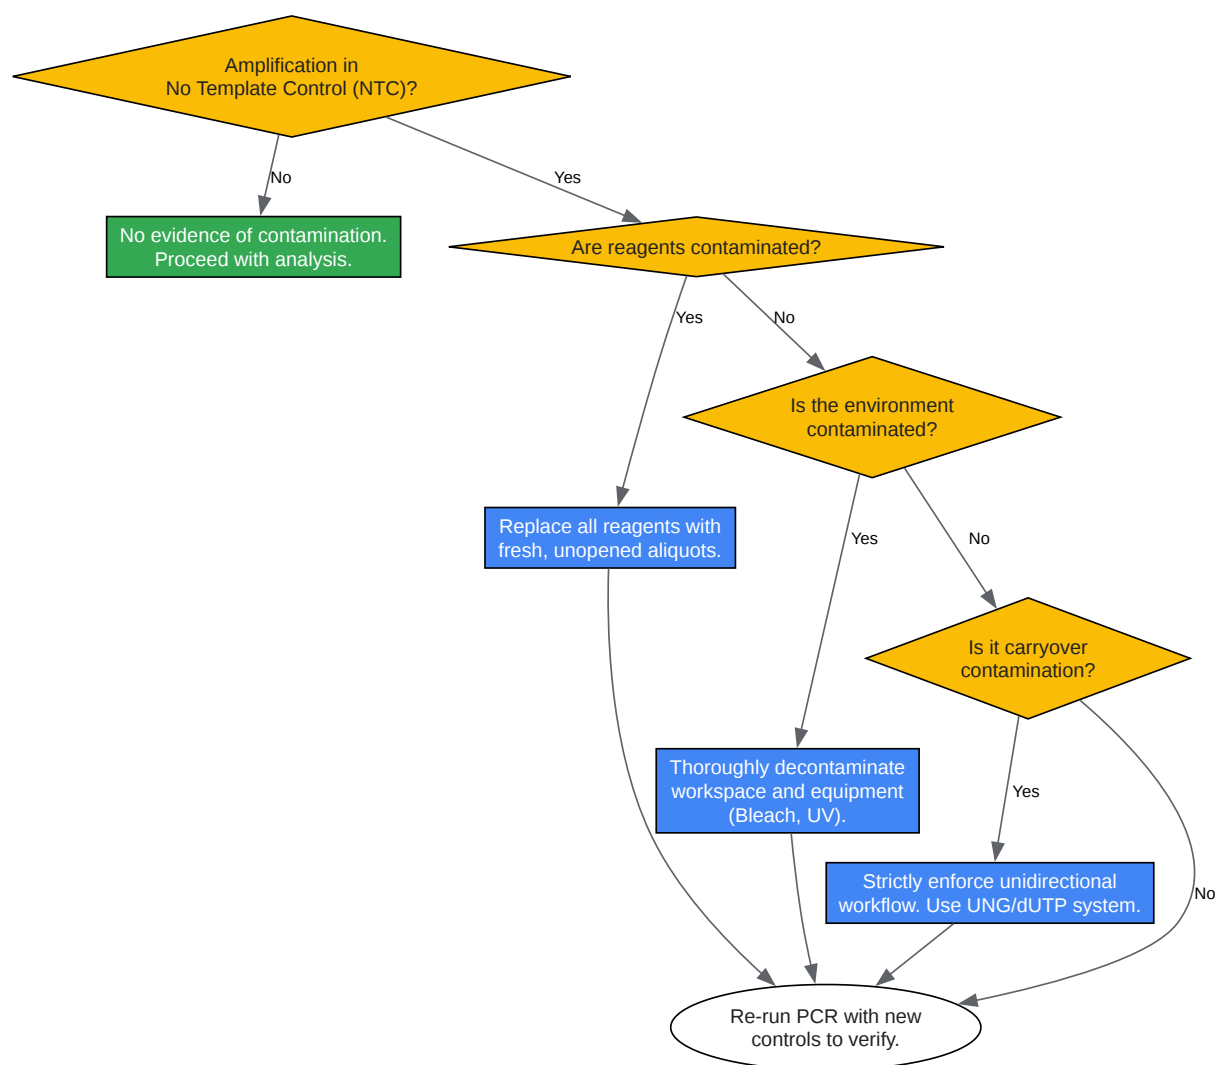 Amplification in
No Template Control (NTC)?
No
Yes
No evidence of contamination.
Proceed with analysis.
Are reagents contaminated?
Yes
No
Is the environment
contaminated?
Replace all reagents with
fresh, unopened aliquots.
Yes
No
Is it carryover
contamination?
Thoroughly decontaminate
workspace and equipment
(Bleach, UV).
Yes
Strictly enforce unidirectional
workflow. Use UNG/dUTP system.
No
Re-run PCR with new
controls to verify.